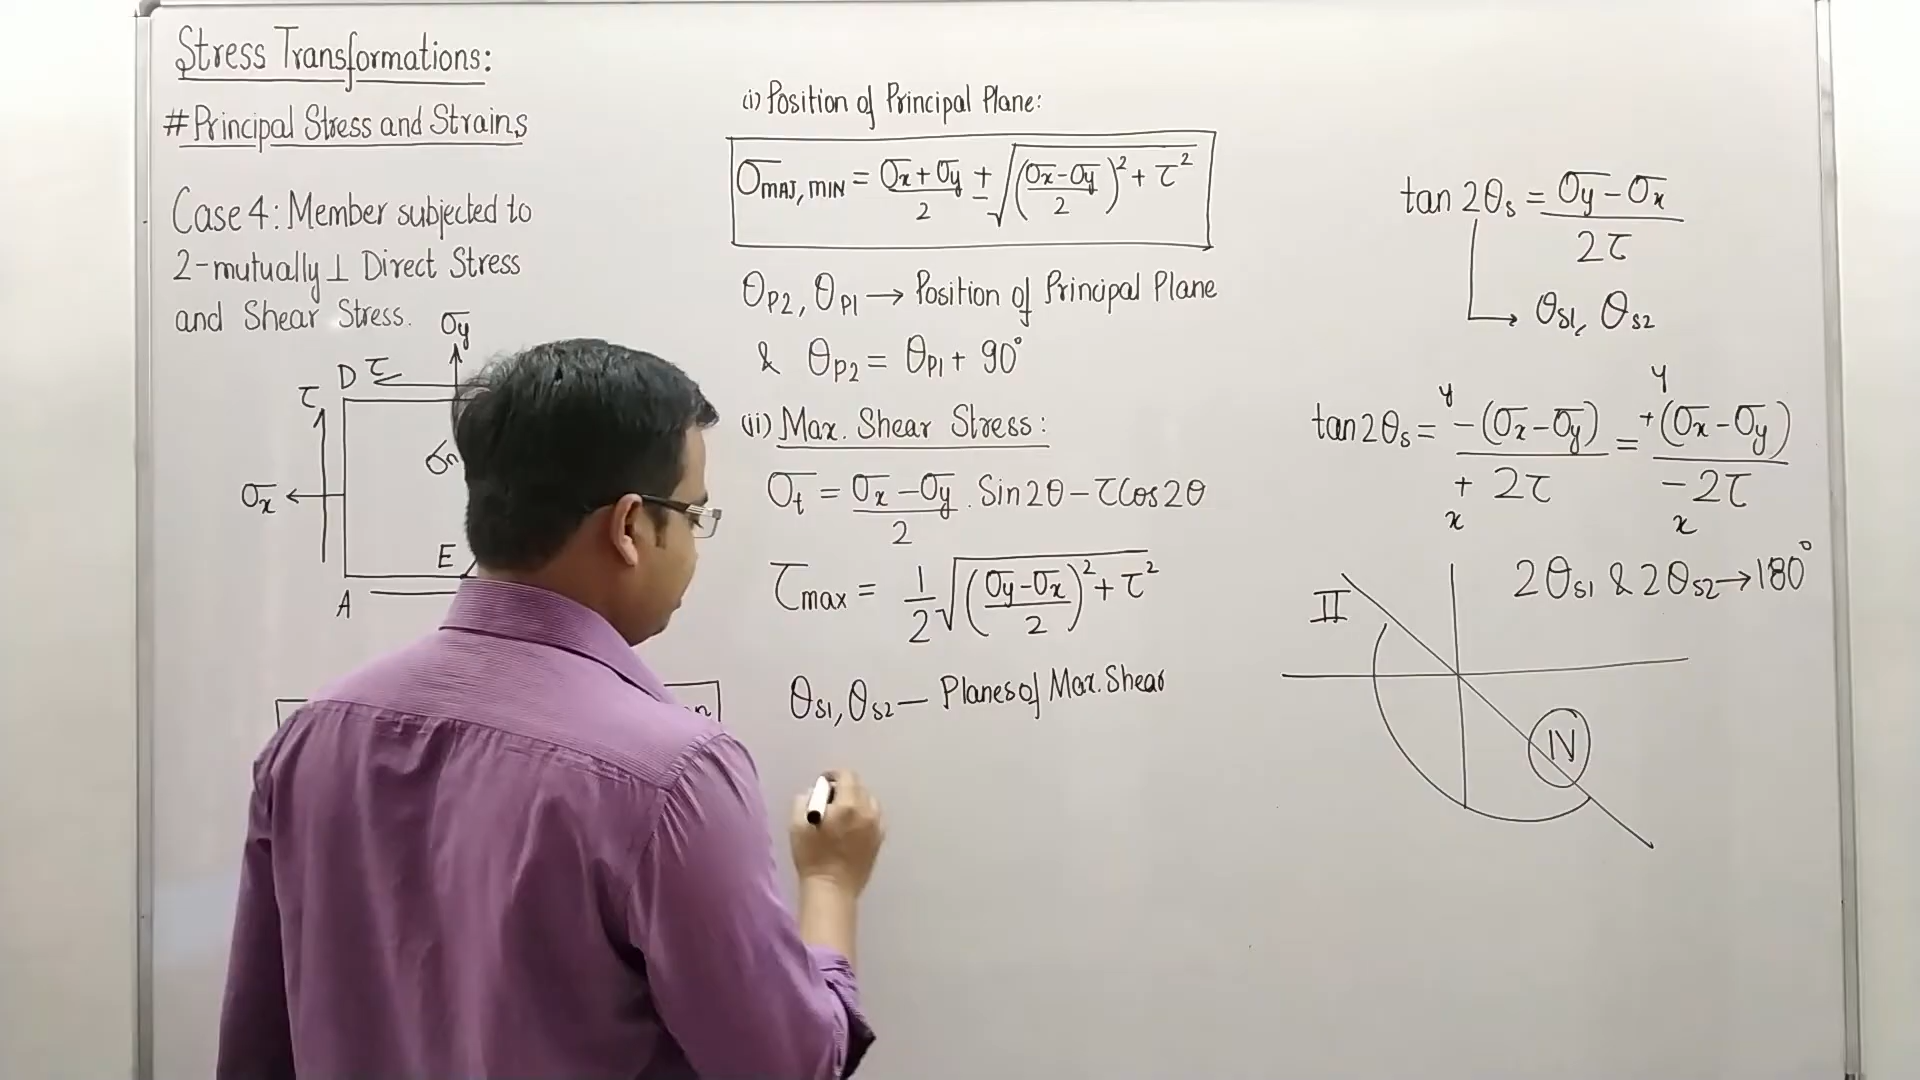 Stress Transformations:
# Principal Stress and Strains
Case 4: Member subjected to
2-mutually ⊥ Direct Stress
and Shear Stress.
σy
D τ
τ
σn
σx
E
A
n
(i) Position of Principal Plane:
σMAJ, MIN = (σx + σy)/2 ± √(((σx - σy)/2)² + τ²)
θP2, θP1 → Position of Principal Plane
& θP2 = θP1 + 90°
(ii) Max. Shear Stress:
σt = (σx - σy)/2 . Sin2θ - τCos2θ
τmax = 1/2 √(((σy - σx)/2)² + τ²)
θS1, θS2 — Planes of Max. Shear
tan 2θs = (σy - σx)/2τ
θS1, θS2
y y
tan2θs = -(σx - σy)/+2τ = +(σx - σy)/-2τ
x x
2θS1 & 2θS2 → 180°
II
IV